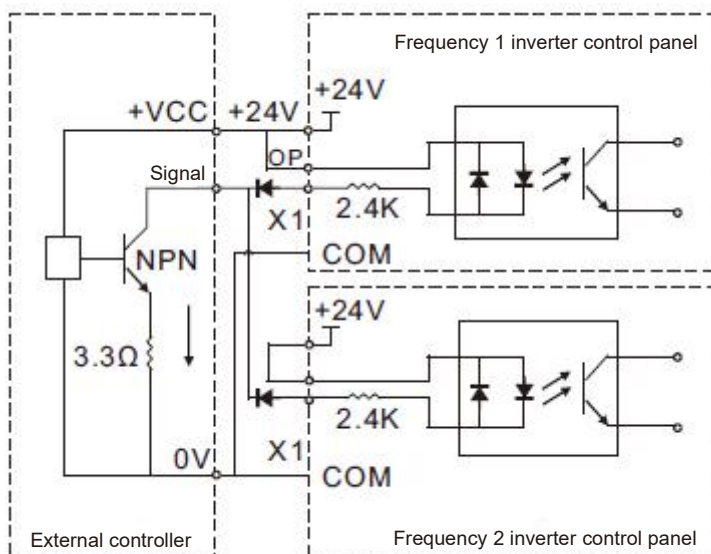 Frequency 1 inverter control panel
+24V
+VCC
+24V
OP
Signal
2.4K
X1
NPN
COM
+24V
3.3Ω
2.4K
0V
X1
COM
External controller
Frequency 2 inverter control panel